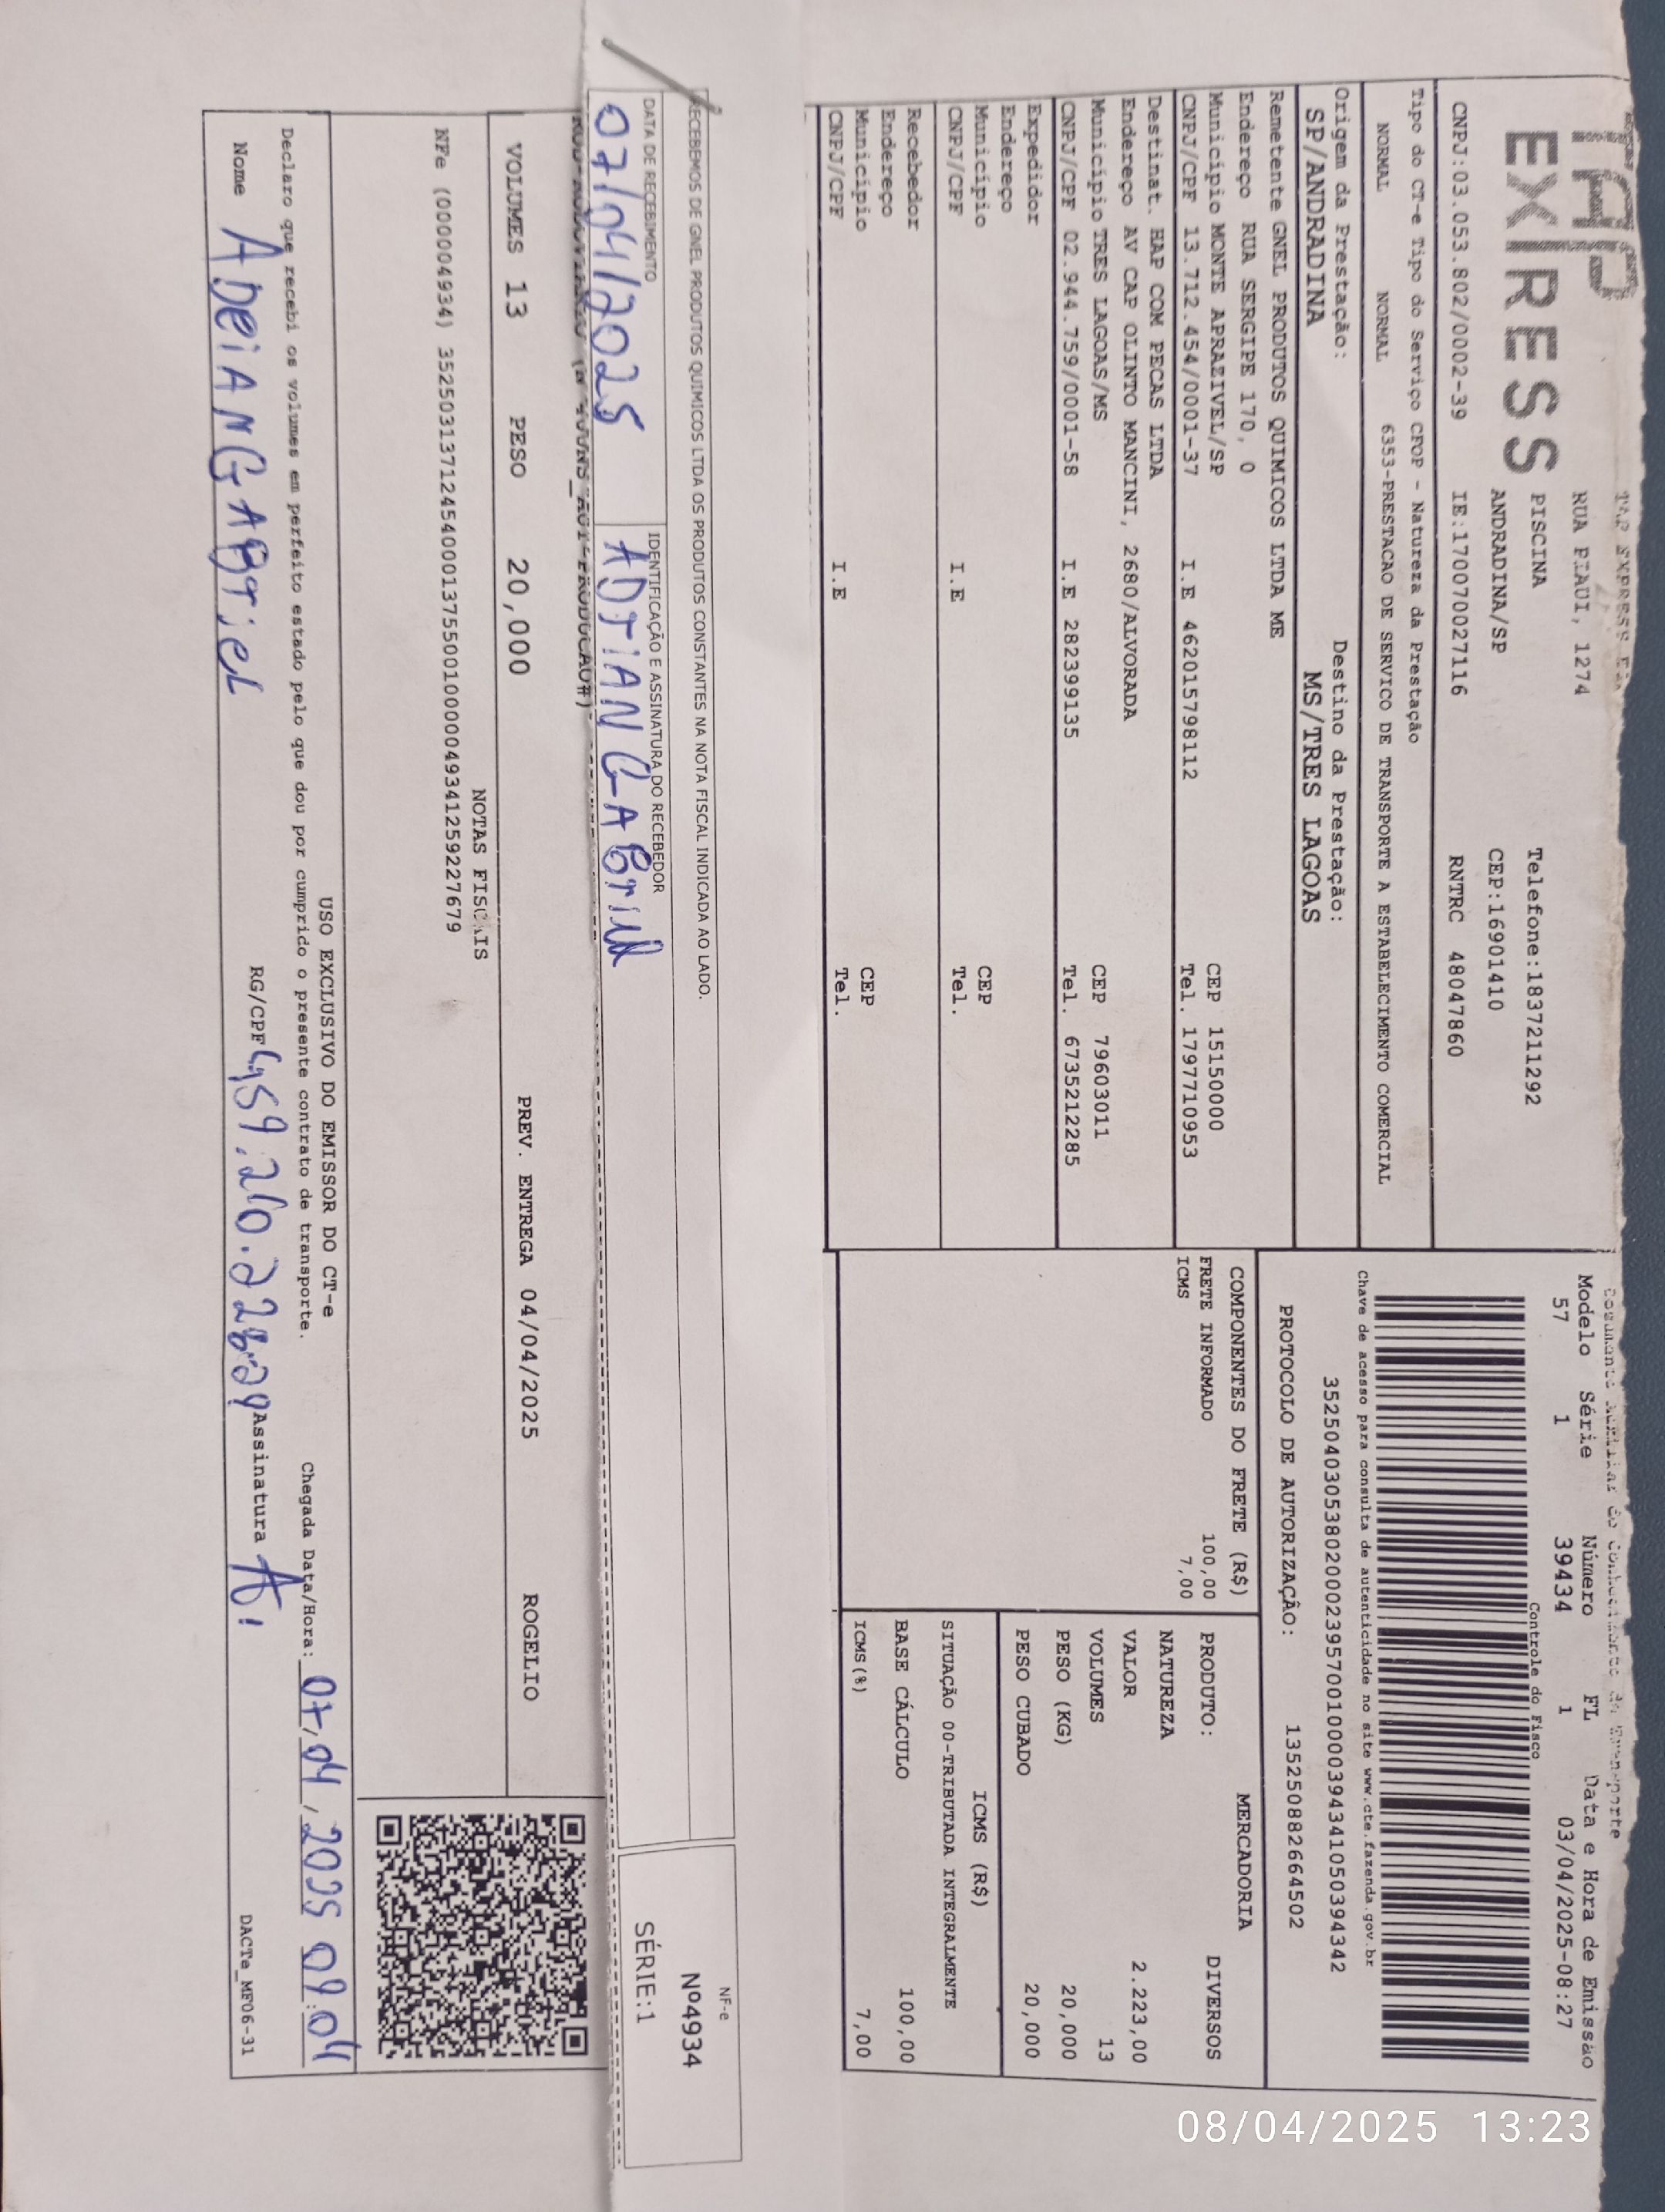 TAP
EXPRESS
TAP EXPRESS
RUA PIAUI, 1274
PISCINA
Telefone:1837211292
ANDRADINA/SP
CEP:16901410
CNPJ:03.053.802/0002-39 IE:170070027116 RNTRC 48047860
Tipo do CT-e Tipo do Serviço CFOP - Natureza da Prestação
NORMAL NORMAL 6353-PRESTACAO DE SERVICO DE TRANSPORTE A ESTABELECIMENTO COMERCIAL
Origem da Prestação: Destino da Prestação:
SP/ANDRADINA MS/TRES LAGOAS
Remetente GNEL PRODUTOS QUIMICOS LTDA ME
Endereço RUA SERGIPE 170, 0
Município MONTE APRAZIVEL/SP CEP 15150000
CNPJ/CPF 13.712.454/0001-37 I.E 462015798112 Tel. 17977710953
Destinat. HAP COM PECAS LTDA
Endereço AV CAP OLINTO MANCINI, 2680/ALVORADA
Município TRES LAGOAS/MS CEP 79603011
CNPJ/CPF 02.944.759/0001-58 I.E 282399135 Tel. 6735212285
Expedidor
Endereço
Município CEP
CNPJ/CPF I.E Tel.
Recebedor
Endereço
Município CEP
CNPJ/CPF I.E Tel.
Documento Auxiliar do Conhecimento de Transporte
Modelo Série Número FL Data e Hora de Emissão
57 1 39434 1 03/04/2025-08:27
Controle do Fisco
Chave de acesso para consulta de autenticidade no site www.cte.fazenda.gov.br
35250403053802000239570010000394341050394342
PROTOCOLO DE AUTORIZAÇÃO: 135250882664502
COMPONENTES DO FRETE (R$)
FRETE INFORMADO 100,00
ICMS 7,00
MERCADORIA
PRODUTO: DIVERSOS
NATUREZA
VALOR 2.223,00
VOLUMES 13
PESO (KG) 20,000
PESO CUBADO 20,000
ICMS (R$)
SITUAÇÃO 00-TRIBUTADA INTEGRALMENTE
BASE CÁLCULO 100,00
ICMS(%) 7,00
RECEBEMOS DE GNEL PRODUTOS QUIMICOS LTDA OS PRODUTOS CONSTANTES NA NOTA FISCAL INDICADA AO LADO.
DATA DE RECEBIMENTO IDENTIFICAÇÃO E ASSINATURA DO RECEBEDOR
07/04/2025 ADriAN GABriel
NF-e
Nº4934
SÉRIE:1
VOLUMES 13 PESO 20,000 PREV. ENTREGA 04/04/2025 ROGELIO
NOTAS FISCAIS
NFe (000004934) 35250313712454000137550010000049341259227679
USO EXCLUSIVO DO EMISSOR DO CT-e
Declaro que recebi os volumes em perfeito estado pelo que dou por cumprido o presente contrato de transporte. Chegada Data/Hora: 07/04/2025 09:04
Nome ADriAN GABriel RG/CPF Assinatura A.
DACTe_MF06-31
08/04/2025 13:23